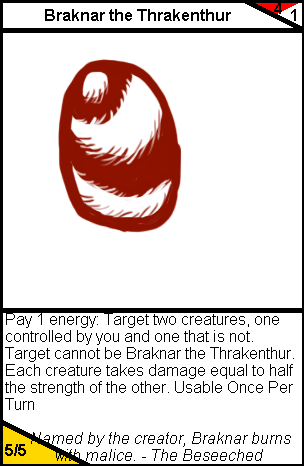 Braknar the Thrakenthur
4
1
Pay 1 energy: Target two creatures, one
controlled by you and one that is not.
Target cannot be Braknar the Thrakenthur.
Each creature takes damage equal to half
the strength of the other. Usable Once Per
Turn
Named by the creator, Braknar burns
with malice. - The Beseeched
5/5